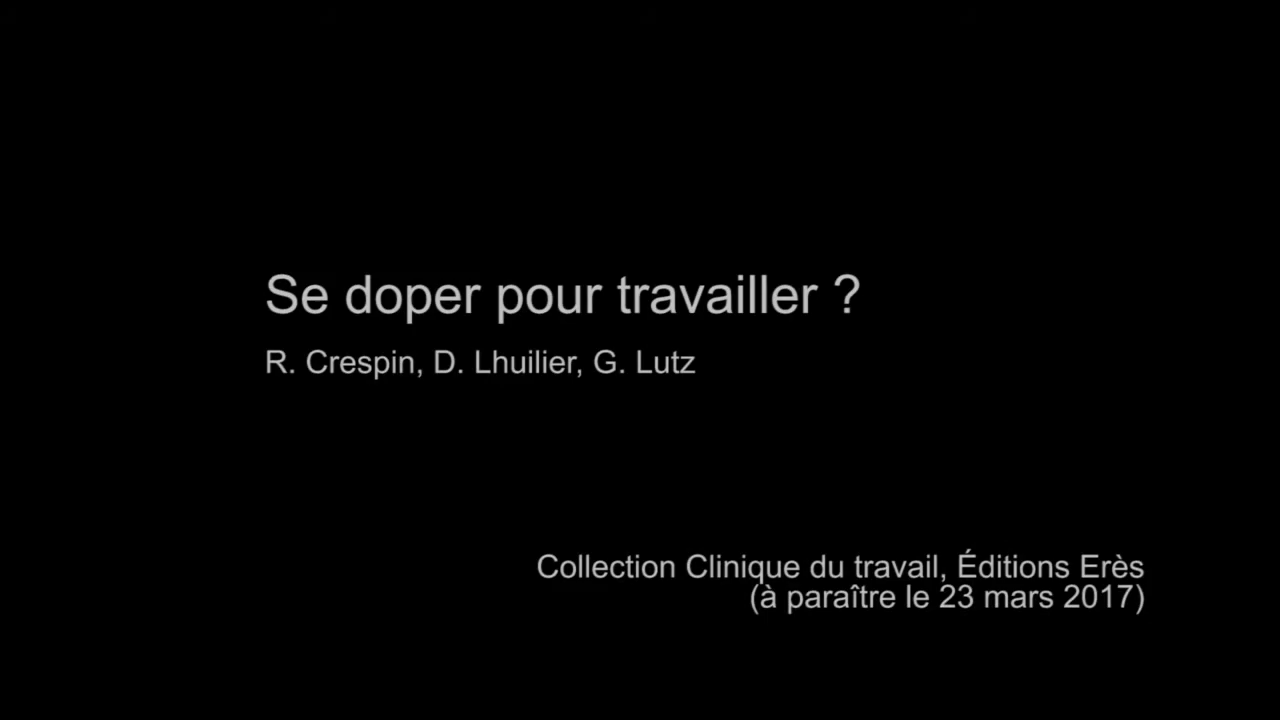 Se doper pour travailler ?
R. Crespin, D. Lhuilier, G. Lutz
Collection Clinique du travail, Éditions Erès
(à paraître le 23 mars 2017)